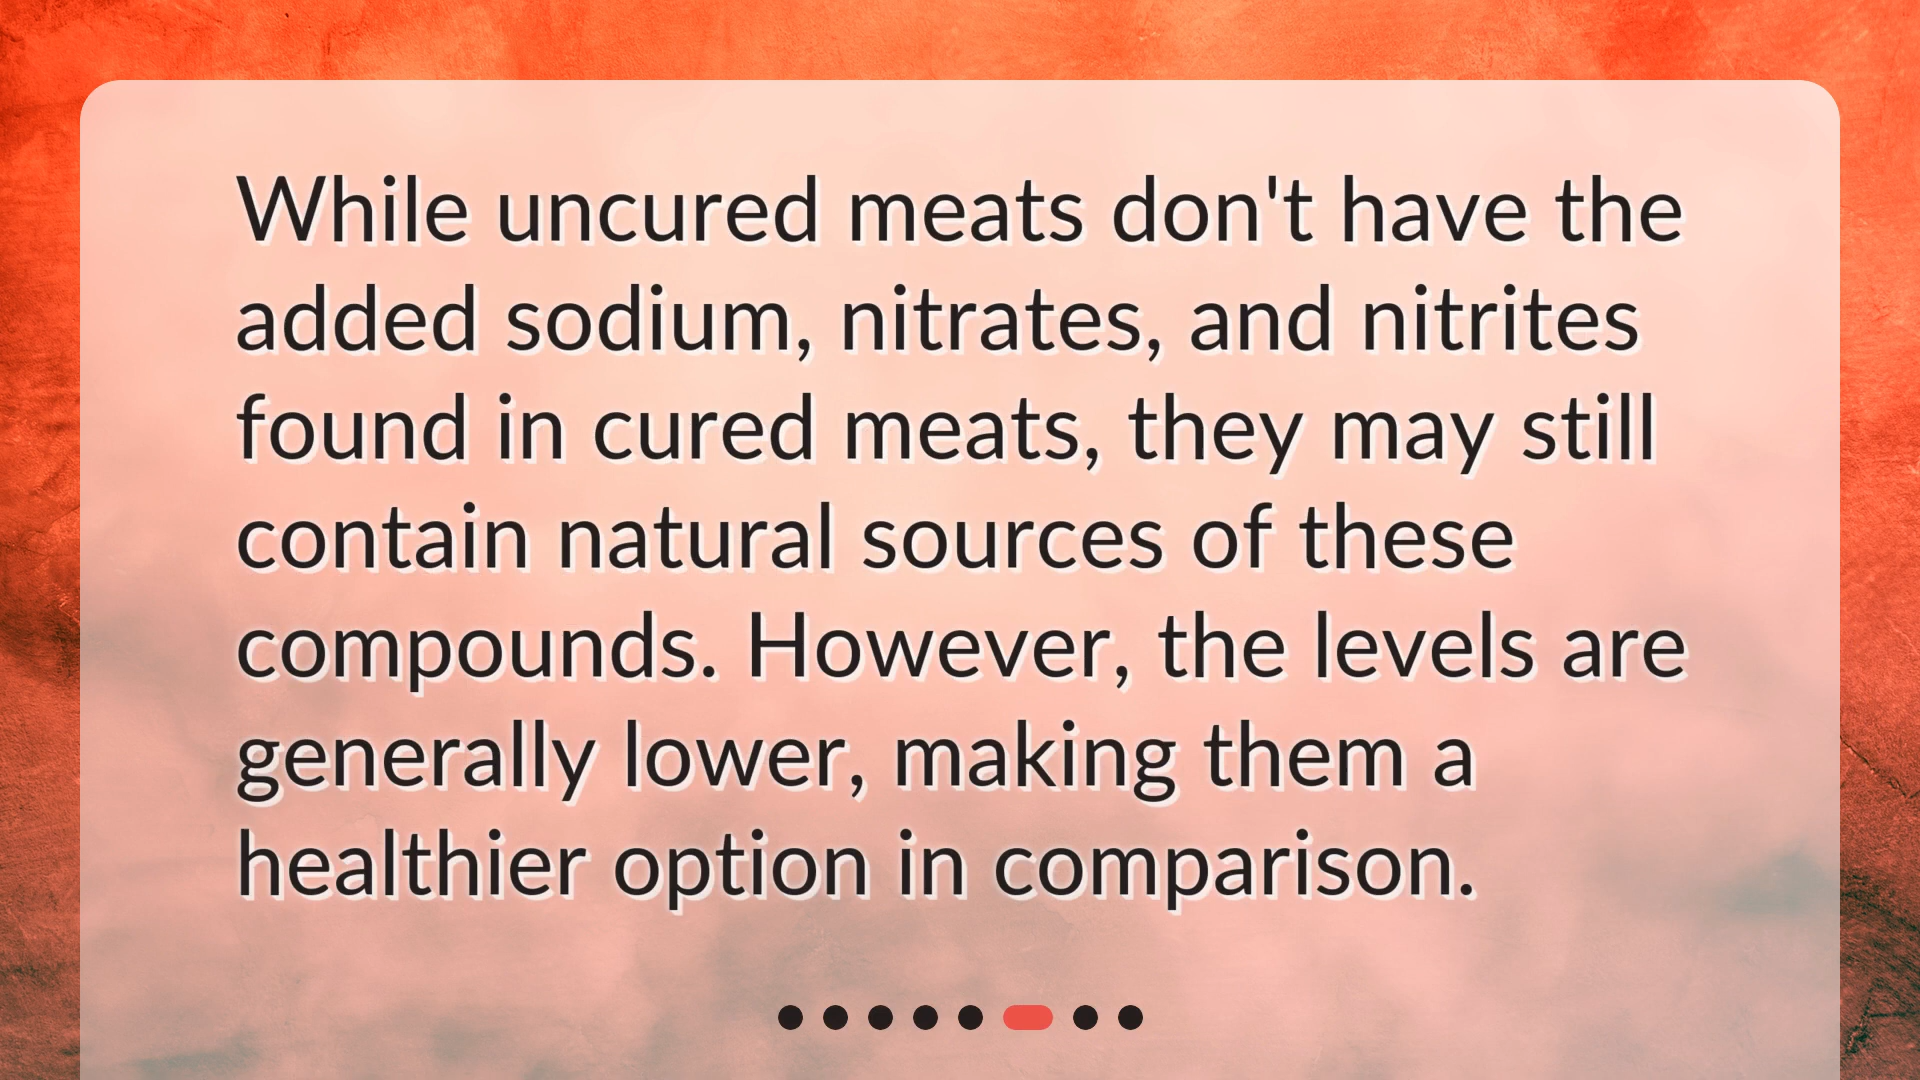 While uncured meats don't have the
added sodium, nitrates, and nitrites
found in cured meats, they may still
contain natural sources of these
compounds. However, the levels are
generally lower, making them a
healthier option in comparison.